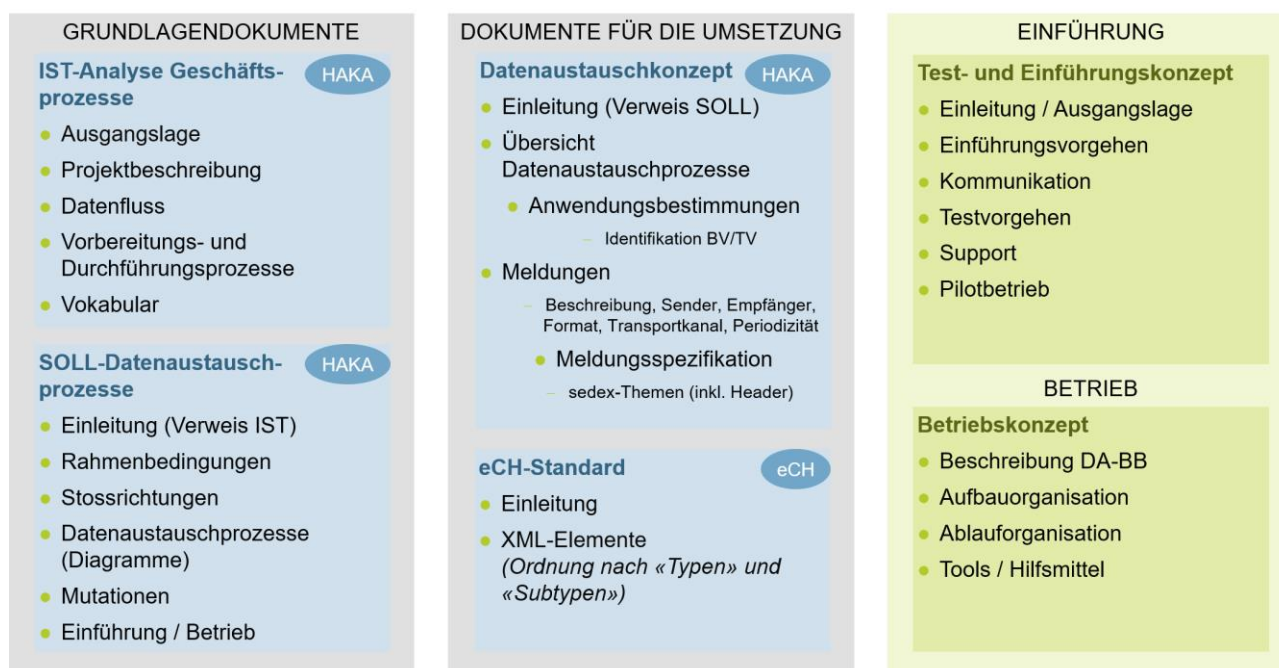 GRUNDLAGENDOKUMENTE
IST-Analyse Geschäfts-
prozesse
HAKA
Ausgangslage
Projektbeschreibung
Datenfluss
Vorbereitungs- und
Durchführungsprozesse
Vokabular
SOLL-Datenaustausch-
prozesse
HAKA
Einleitung (Verweis IST)
Rahmenbedingungen
Stossrichtungen
Datenaustauschprozesse
(Diagramme)
Mutationen
Einführung / Betrieb
DOKUMENTE FÜR DIE UMSETZUNG
Datenaustauschkonzept
HAKA
Einleitung (Verweis SOLL)
Übersicht
Datenaustauschprozesse
Anwendungsbestimmungen
– Identifikation BV/TV
Meldungen
– Beschreibung, Sender, Empfänger,
Format, Transportkanal, Periodizität
Meldungsspezifikation
– sedex-Themen (inkl. Header)
eCH-Standard
eCH
Einleitung
XML-Elemente
(Ordnung nach «Typen» und
«Subtypen»)
EINFÜHRUNG
Test- und Einführungskonzept
Einleitung / Ausgangslage
Einführungsvorgehen
Kommunikation
Testvorgehen
Support
Pilotbetrieb
BETRIEB
Betriebskonzept
Beschreibung DA-BB
Aufbauorganisation
Ablauforganisation
Tools / Hilfsmittel